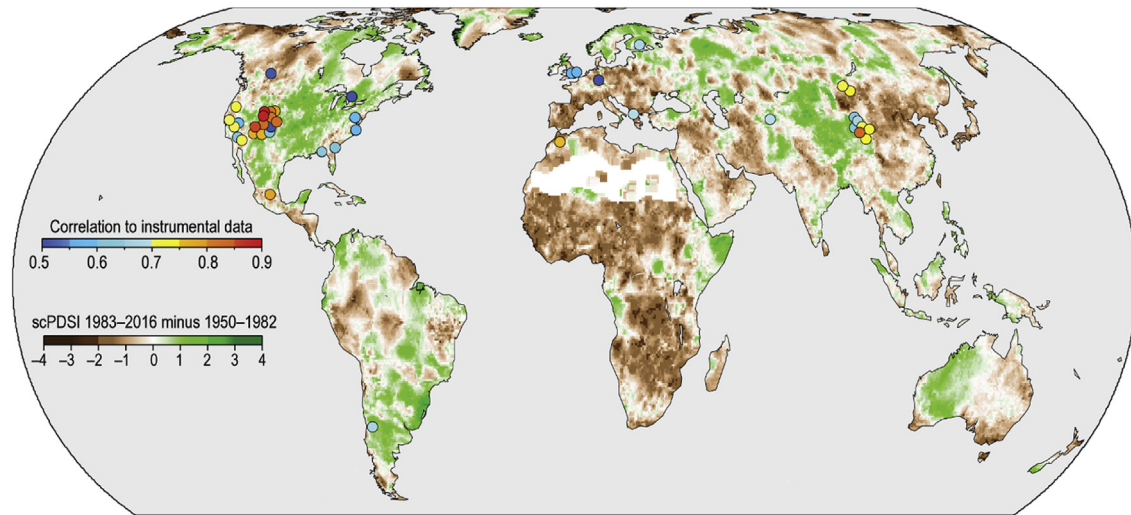 Correlation to instrumental data
0.5 0.6 0.7 0.8 0.9
scPDSI 1983–2016 minus 1950–1982
–4 –3 –2 –1 0 1 2 3 4